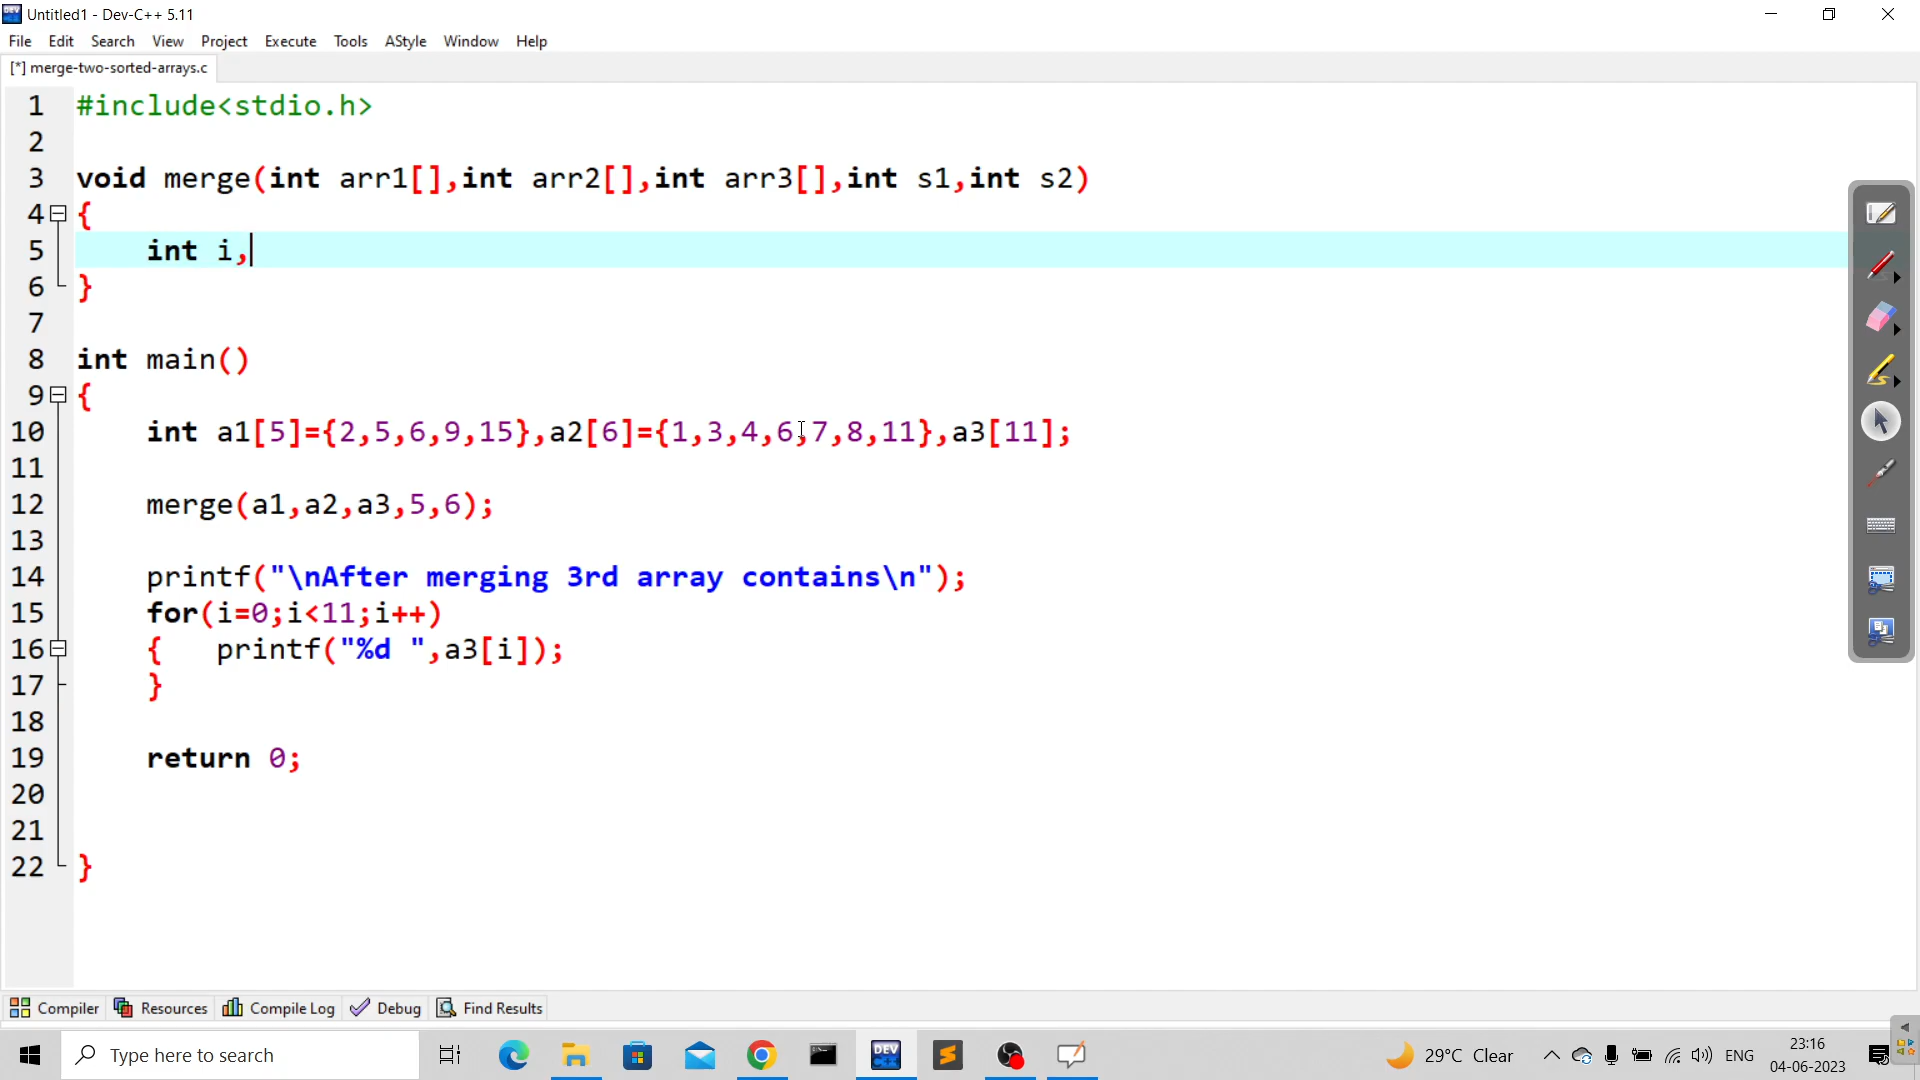 Untitled1 - Dev-C++ 5.11
File Edit Search View Project Execute Tools AStyle Window Help
[*] merge-two-sorted-arrays.c
1 #include<stdio.h>
2
3 void merge(int arr1[],int arr2[],int arr3[],int s1,int s2)
4 {
5 int i,
6 }
7
8 int main()
9 {
10 int a1[5]={2,5,6,9,15},a2[6]={1,3,4,6,7,8,11},a3[11];
11
12 merge(a1,a2,a3,5,6);
13
14 printf("\nAfter merging 3rd array contains\n");
15 for(i=0;i<11;i++)
16 { printf("%d ",a3[i]);
17 }
18
19 return 0;
20
21
22 }
Compiler Resources Compile Log Debug Find Results
Type here to search
DEV
29°C Clear
ENG
23:16
04-06-2023